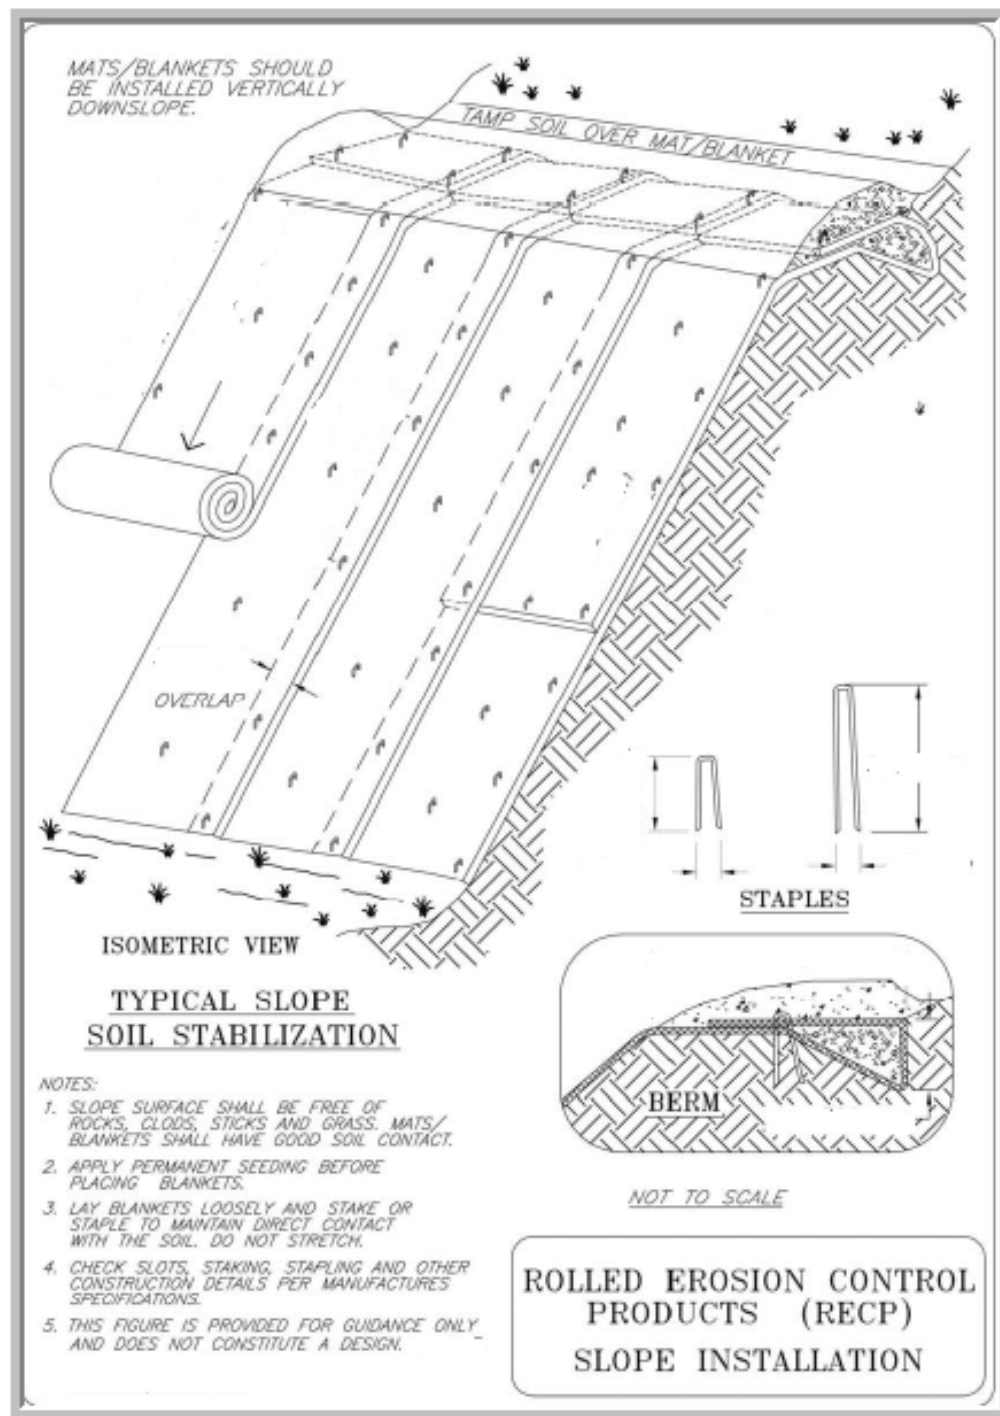 MATS/BLANKETS SHOULD
BE INSTALLED VERTICALLY
DOWNSLOPE.
TAMP SOIL OVER MAT/BLANKET
OVERLAP
ISOMETRIC VIEW
TYPICAL SLOPE
SOIL STABILIZATION
STAPLES
BERM
NOT TO SCALE
NOTES:
1. SLOPE SURFACE SHALL BE FREE OF
ROCKS, CLODS, STICKS AND GRASS. MATS/
BLANKETS SHALL HAVE GOOD SOIL CONTACT.
2. APPLY PERMANENT SEEDING BEFORE
PLACING BLANKETS.
3. LAY BLANKETS LOOSELY AND STAKE OR
STAPLE TO MAINTAIN DIRECT CONTACT
WITH THE SOIL. DO NOT STRETCH.
4. CHECK SLOTS, STAKING, STAPLING AND OTHER
CONSTRUCTION DETAILS PER MANUFACTURES
SPECIFICATIONS.
5. THIS FIGURE IS PROVIDED FOR GUIDANCE ONLY
AND DOES NOT CONSTITUTE A DESIGN.
ROLLED EROSION CONTROL
PRODUCTS (RECP)
SLOPE INSTALLATION